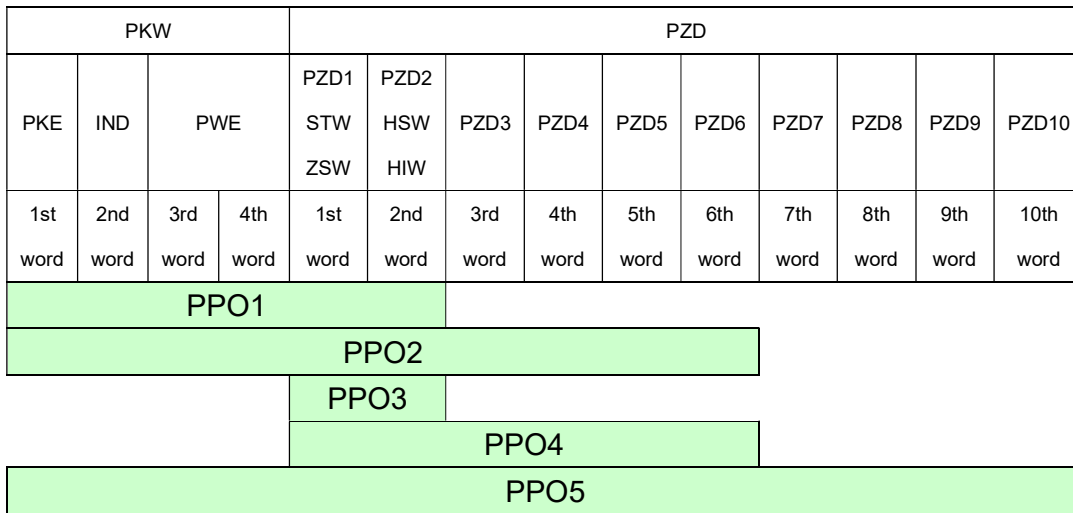 PKW PZD
PKE IND PWE PZD1 STW ZSW PZD2 HSW HIW PZD3 PZD4 PZD5 PZD6 PZD7 PZD8 PZD9 PZD10
1st word 2nd word 3rd word 4th word 1st word 2nd word 3rd word 4th word 5th word 6th word 7th word 8th word 9th word 10th word
PPO1
PPO2
PPO3
PPO4
PPO5